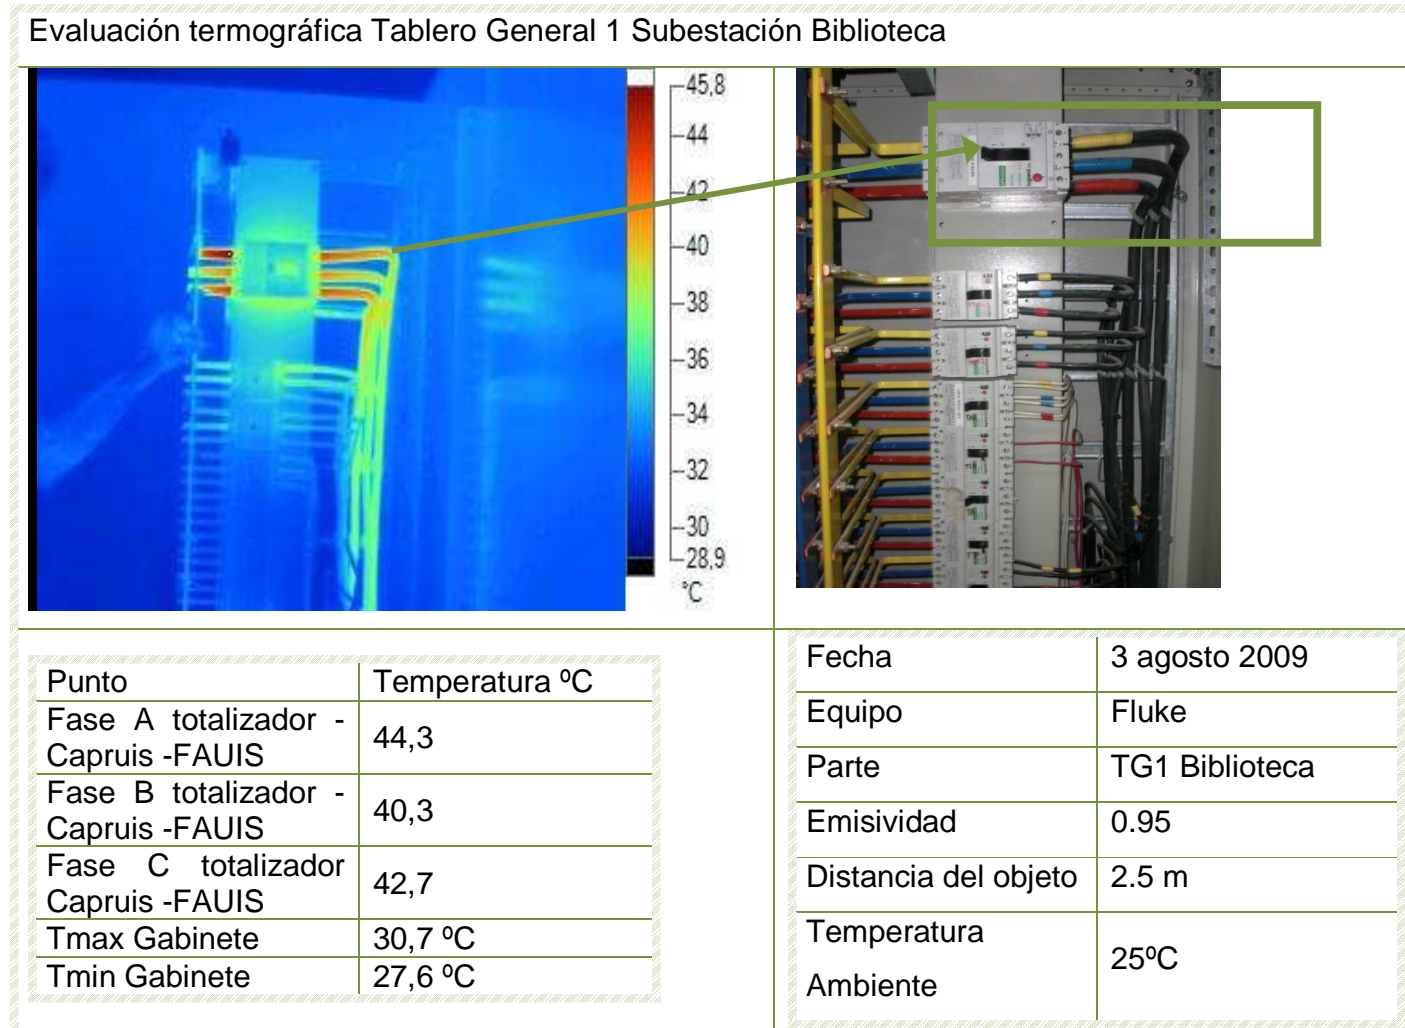 Evaluación termográfica Tablero General 1 Subestación Biblioteca
45,8
44
42
40
38
36
34
32
30
28,9
°C
Punto Temperatura ºC
Fase A totalizador -
Capruis -FAUIS
44,3
Fase B totalizador -
Capruis -FAUIS
40,3
Fase C totalizador
Capruis -FAUIS
42,7
Tmax Gabinete 30,7 ºC
Tmin Gabinete 27,6 ºC
Fecha 3 agosto 2009
Equipo Fluke
Parte TG1 Biblioteca
Emisividad 0.95
Distancia del objeto 2.5 m
Temperatura
Ambiente
25ºC